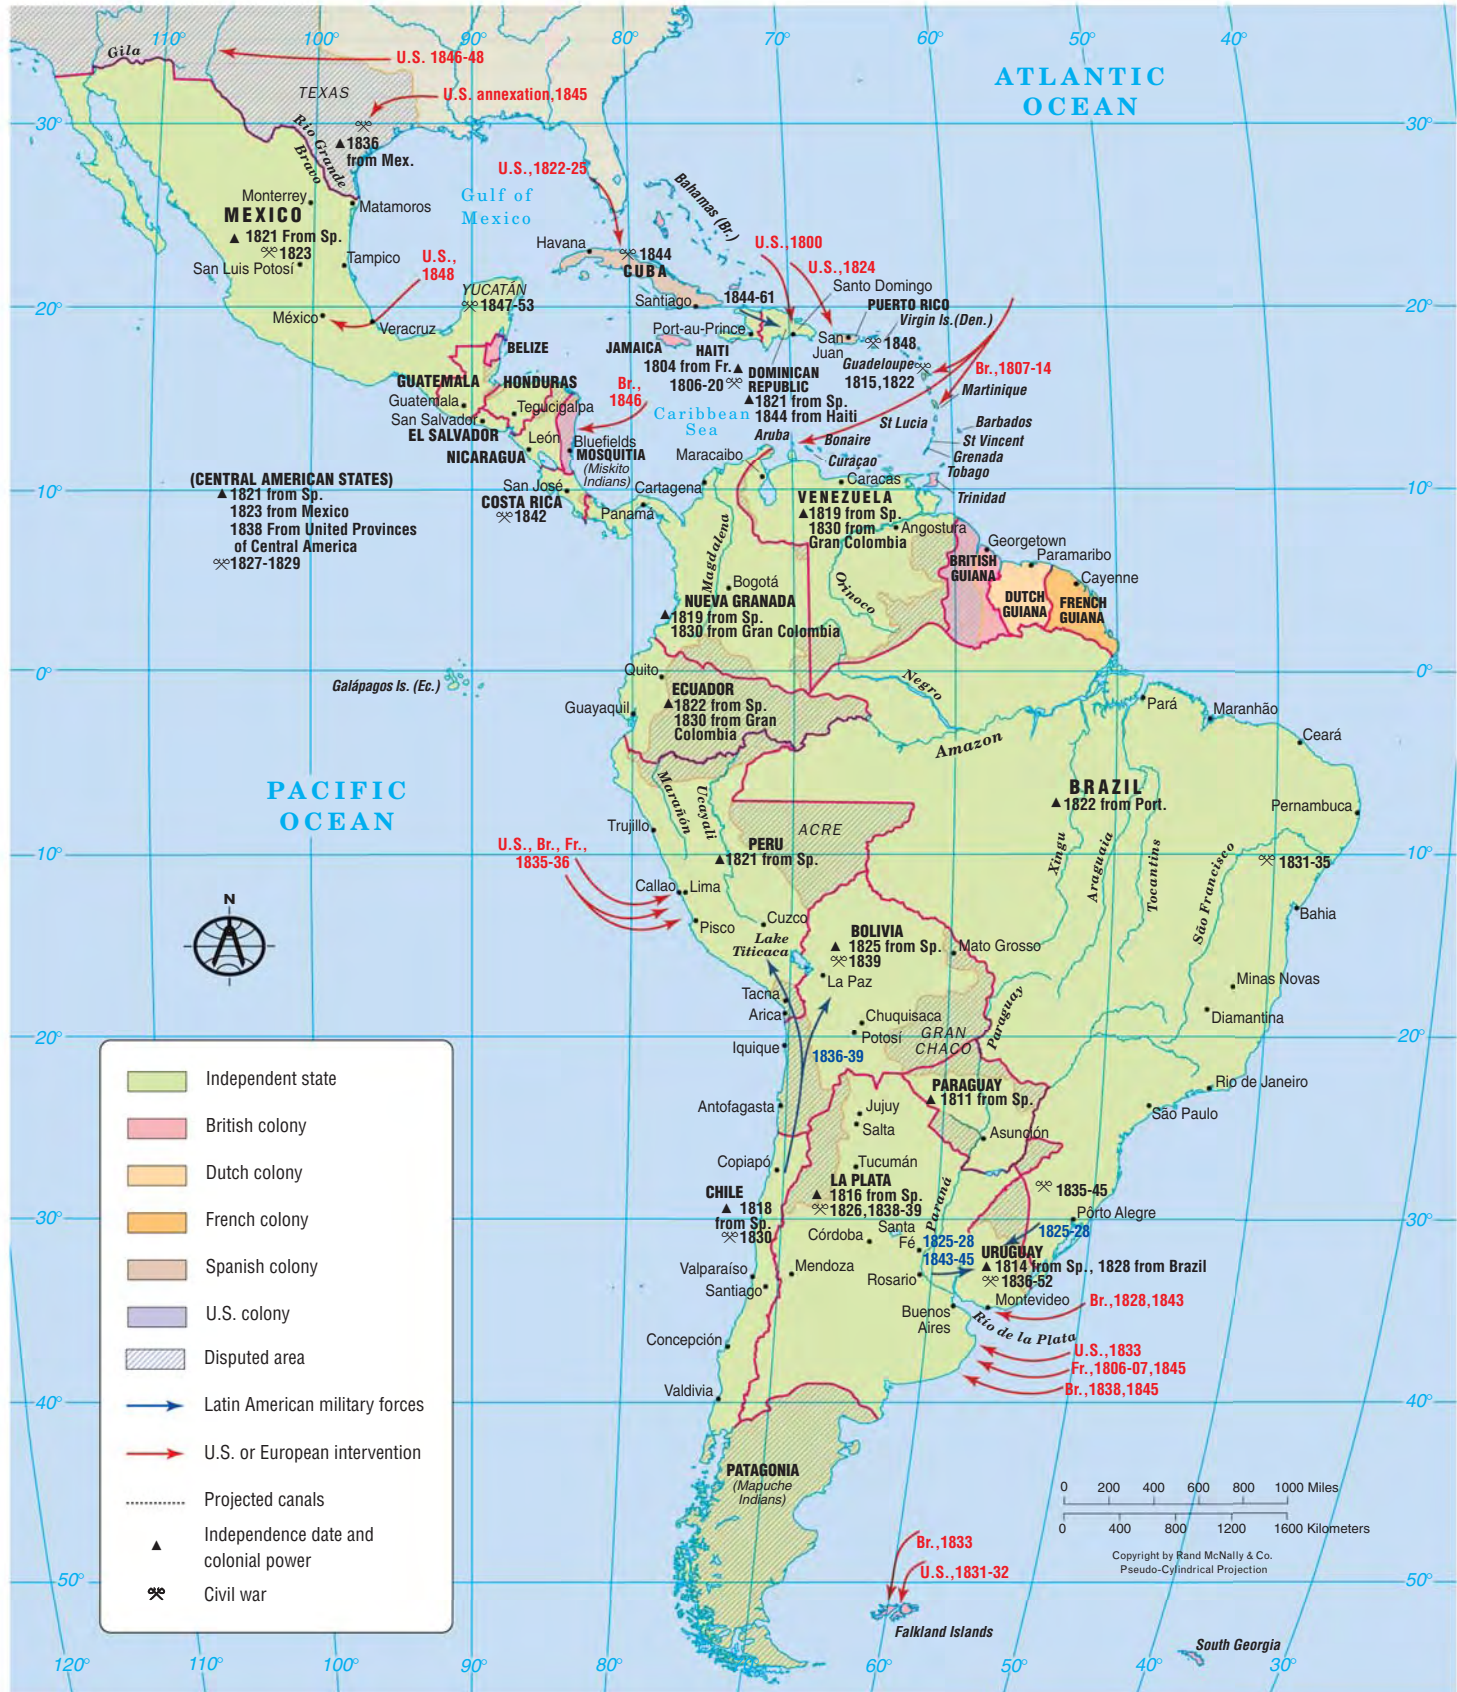 110°
100°
90°
80°
70°
60°
50°
40°
Gila
U.S. 1846-48
TEXAS
U.S. annexation,1845
ATLANTIC
OCEAN
30°
30°
Rio Grande
Bravo
▲1836
from Mex.
U.S.,1822-25
Monterrey
Matamoros
Gulf of
Mexico
Bahamas (Br.)
MEXICO
▲ 1821 From Sp.
1823
San Luis Potosí
Tampico
U.S.,
1848
Havana
1844
CUBA
U.S.,1800
U.S.,1824
Santo Domingo
YUCATÁN
1847-53
20°
20°
México
Veracruz
Santiago
1844-61
PUERTO RICO
Virgin Is.(Den.)
Port-au-Prince
San
Juan
1848
BELIZE
JAMAICA
HAITI
1804 from Fr.▲
1806-20
DOMINICAN
REPUBLIC
▲1821 from Sp.
1844 from Haiti
Guadeloupe
1815,1822
Br.,1807-14
Martinique
GUATEMALA
HONDURAS
Guatemala
Tegucigalpa
San Salvador
EL SALVADOR
Br.,
1846
Caribbean
Sea
St Lucia
Barbados
St Vincent
Grenada
Tobago
Trinidad
León
Bluefields
NICARAGUA
MOSQUITIA
(Miskito
Indians)
Aruba
Bonaire
Curaçao
Maracaibo
Caracas
(CENTRAL AMERICAN STATES)
▲1821 from Sp.
1823 from Mexico
1838 From United Provinces
of Central America
1827-1829
10°
10°
San José
COSTA RICA
1842
Cartagena
Panamá
VENEZUELA
▲1819 from Sp.
1830 from
Gran Colombia
Angostura
Magdalena
Orinoco
Georgetown
Paramaribo
Cayenne
BRITISH
GUIANA
DUTCH
GUIANA
FRENCH
GUIANA
Bogotá
NUEVA GRANADA
▲1819 from Sp.
1830 from Gran Colombia
0°
0°
Galápagos Is. (Ec.)
Quito
Guayaquil
ECUADOR
▲1822 from Sp.
1830 from Gran
Colombia
Negro
Amazon
Pará
Maranhão
Ceará
PACIFIC
OCEAN
Marañón
Ucayali
BRAZIL
▲1822 from Port.
Pernambuca
Trujillo
ACRE
PERU
▲1821 from Sp.
Xingu
Araguaia
Tocantins
São Francisco
U.S., Br., Fr.,
1835-36
10°
10°
1831-35
Callao
Lima
Pisco
Cuzco
Bahia
N
Lake
Titicaca
BOLIVIA
▲ 1825 from Sp.
1839
Mato Grosso
La Paz
Minas Novas
Tacna
Arica
Chuquisaca
Potosí
GRAN
CHACO
Paraguay
Diamantina
20°
20°
Iquique
1836-39
Rio de Janeiro
São Paulo
Antofagasta
Jujuy
Salta
PARAGUAY
▲1811 from Sp.
Asunción
Copiapó
Tucumán
CHILE
▲ 1818
from Sp.
1830
LA PLATA
▲ 1816 from Sp.
1826,1838-39
Paraná
1835-45
Pôrto Alegre
30°
30°
Santa
Fé
Córdoba
1825-28
1843-45
1825-28
URUGUAY
▲ 1814 from Sp., 1828 from Brazil
1836-52
Valparaíso
Santiago
Mendoza
Rosario
Montevideo
Br.,1828,1843
Buenos
Aires
Río de la Plata
Concepción
U.S.,1833
Fr.,1806-07,1845
Br.,1838,1845
Valdivia
40°
40°
PATAGONIA
(Mapuche
Indians)
Br.,1833
U.S.,1831-32
50°
50°
Falkland Islands
South Georgia
Independent state
British colony
Dutch colony
French colony
Spanish colony
U.S. colony
Disputed area
Latin American military forces
U.S. or European intervention
Projected canals
▲ Independence date and
colonial power
Civil war
0 200 400 600 800 1000 Miles
0 400 800 1200 1600 Kilometers
Copyright by Rand McNally & Co.
Pseudo-Cylindrical Projection
120°
110°
100°
90°
80°
60°
50°
40°
30°